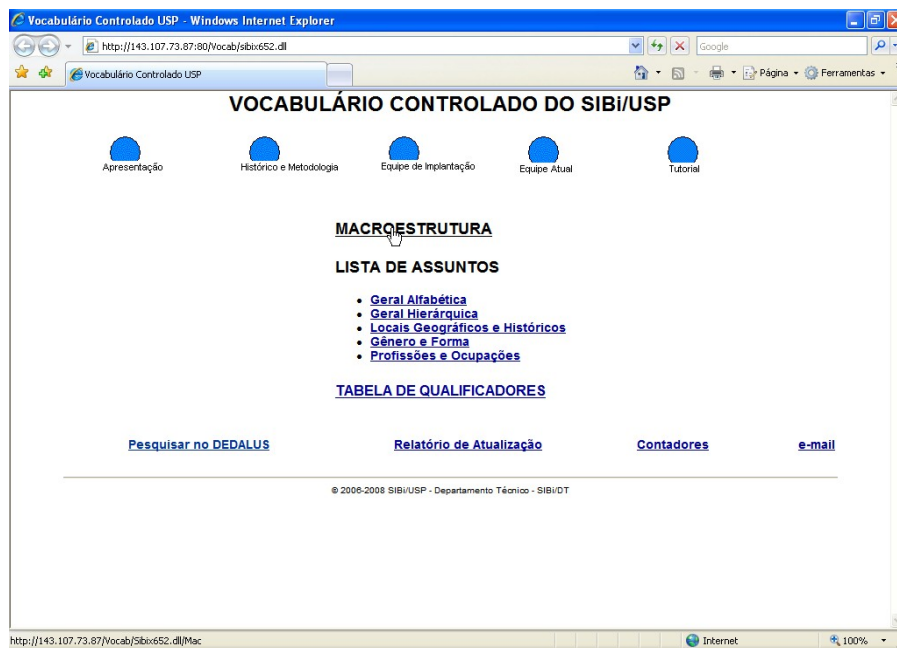 Vocabulário Controlado USP - Windows Internet Explorer
http://143.107.73.87:80/Vocab/sibix652.dll
Google
Vocabulário Controlado USP
Página
Ferramentas
VOCABULÁRIO CONTROLADO DO SIBi/USP
Apresentação
Histórico e Metodologia
Equipe de Implantação
Equipe Atual
Tutorial
MACROESTRUTURA
LISTA DE ASSUNTOS
Geral Alfabética
Geral Hierárquica
Locais Geográficos e Históricos
Gênero e Forma
Profissões e Ocupações
TABELA DE QUALIFICADORES
Pesquisar no DEDALUS
Relatório de Atualização
Contadores
e-mail
© 2006-2008 SIBi/USP - Departamento Técnico - SIBi/DT
http://143.107.73.87/Vocab/Sibix652.dll/Mac
Internet
100%